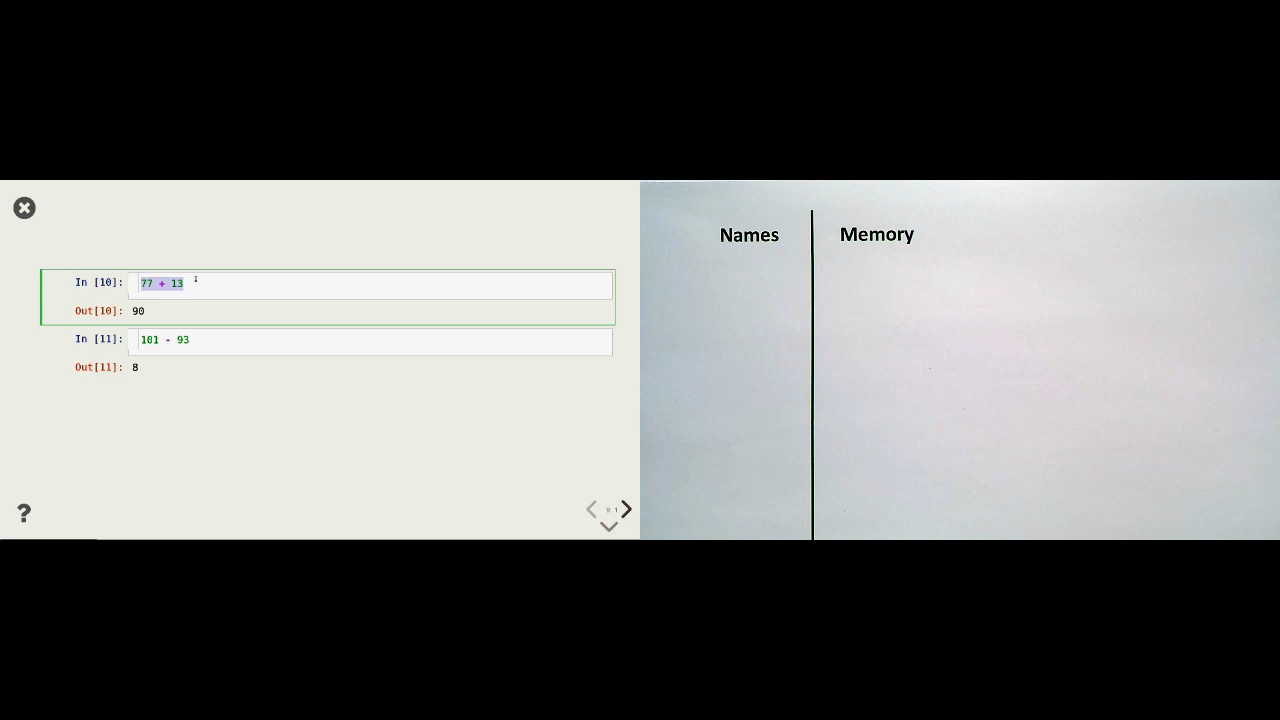 In [10]: 77 + 13
Out[10]: 90
In [11]: 101 - 93
Out[11]: 8
?
Names
Memory